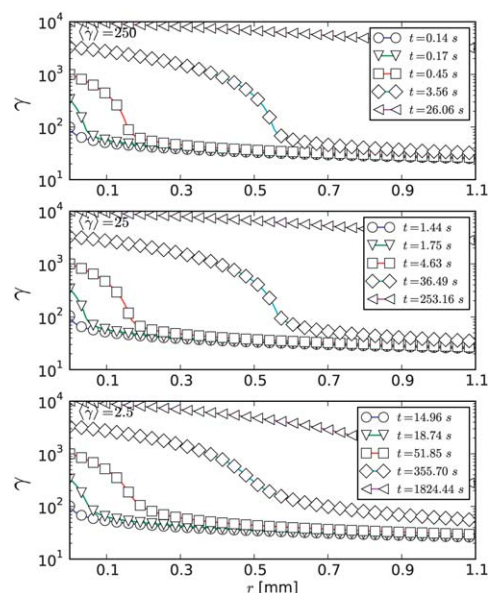 10⁴
⟨γ̇⟩=250
t=0.14 s
t=0.17 s
t=0.45 s
t=3.56 s
t=26.06 s
10³
γ
10²
10¹
0.1 0.3 0.5 0.7 0.9 1.1
10⁴
⟨γ̇⟩=25
t=1.44 s
t=1.75 s
t=4.63 s
t=36.49 s
t=253.16 s
10³
γ
10²
10¹
0.1 0.3 0.5 0.7 0.9 1.1
10⁴
⟨γ̇⟩=2.5
t=14.96 s
t=18.74 s
t=51.85 s
t=355.70 s
t=1824.44 s
10³
γ
10²
10¹
0.1 0.3 0.5 0.7 0.9 1.1
r [mm]